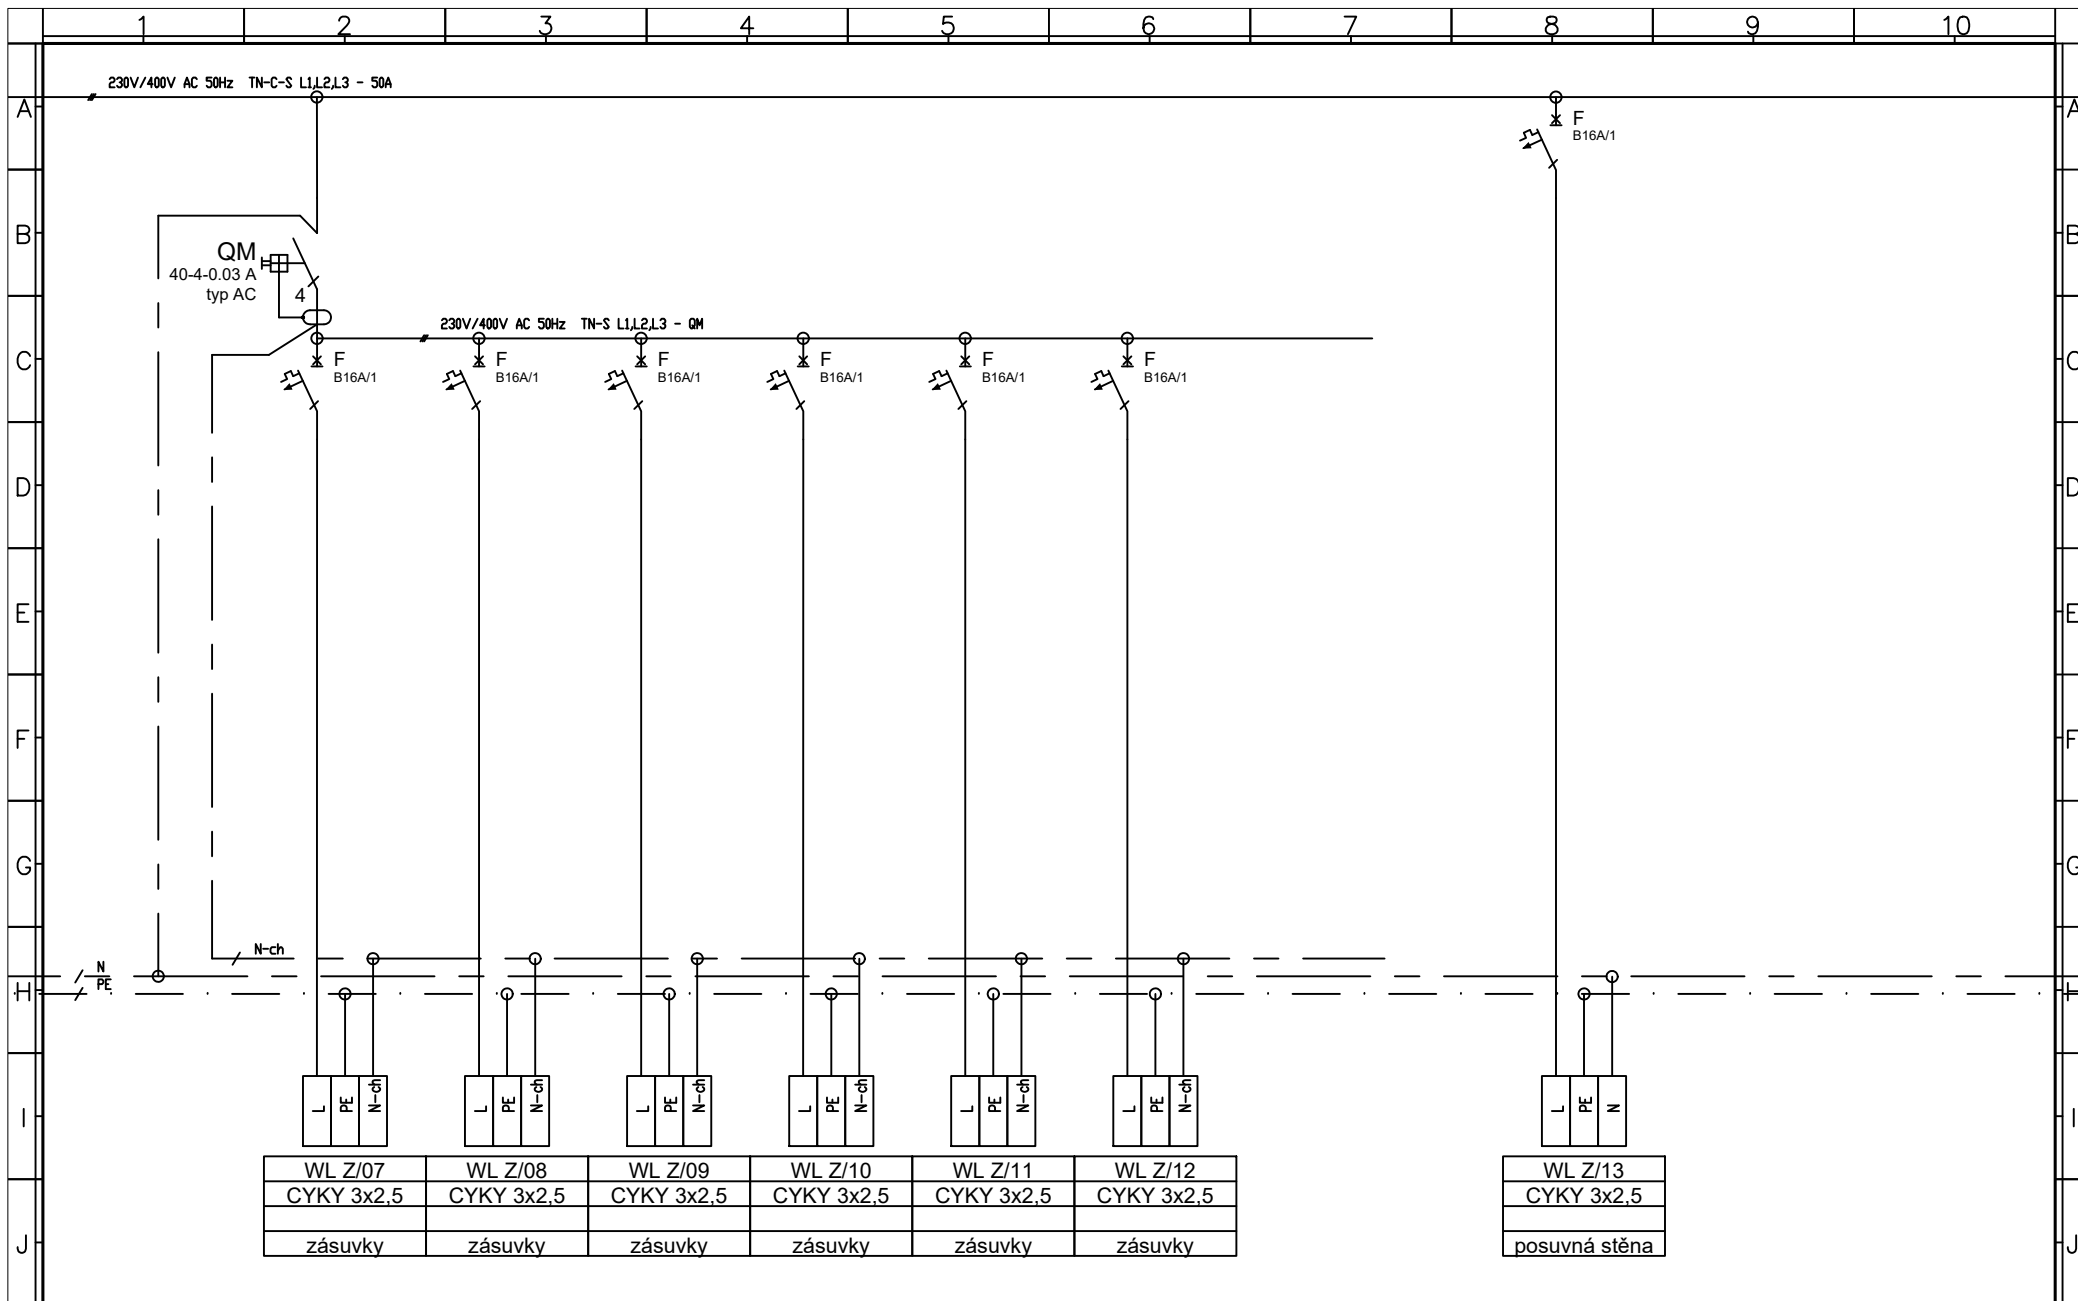 1 2 3 4 5 6 7 8 9 10
230V/400V AC 50Hz TN-C-S L1,L2,L3 - 50A
A A
F
B16A/1
B B
QM
40-4-0.03 A
typ AC
4
230V/400V AC 50Hz TN-S L1,L2,L3 - QM
C C
F F F F F F
B16A/1 B16A/1 B16A/1 B16A/1 B16A/1 B16A/1
D D
E E
F F
G G
N-ch
N
PE
H H
L PE N-ch L PE N-ch L PE N-ch L PE N-ch L PE N-ch L PE N-ch L PE N
I I
WL Z/07 WL Z/08 WL Z/09 WL Z/10 WL Z/11 WL Z/12 WL Z/13
CYKY 3x2,5 CYKY 3x2,5 CYKY 3x2,5 CYKY 3x2,5 CYKY 3x2,5 CYKY 3x2,5 CYKY 3x2,5
J J
zásuvky zásuvky zásuvky zásuvky zásuvky zásuvky posuvná stěna